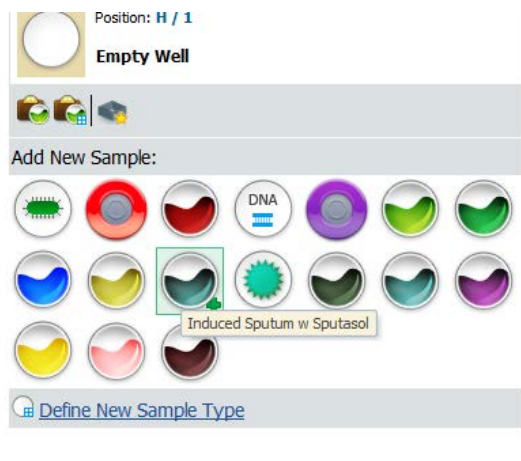 Position: H / 1
Empty Well
Add New Sample:
DNA
Induced Sputum w Sputasol
Define New Sample Type